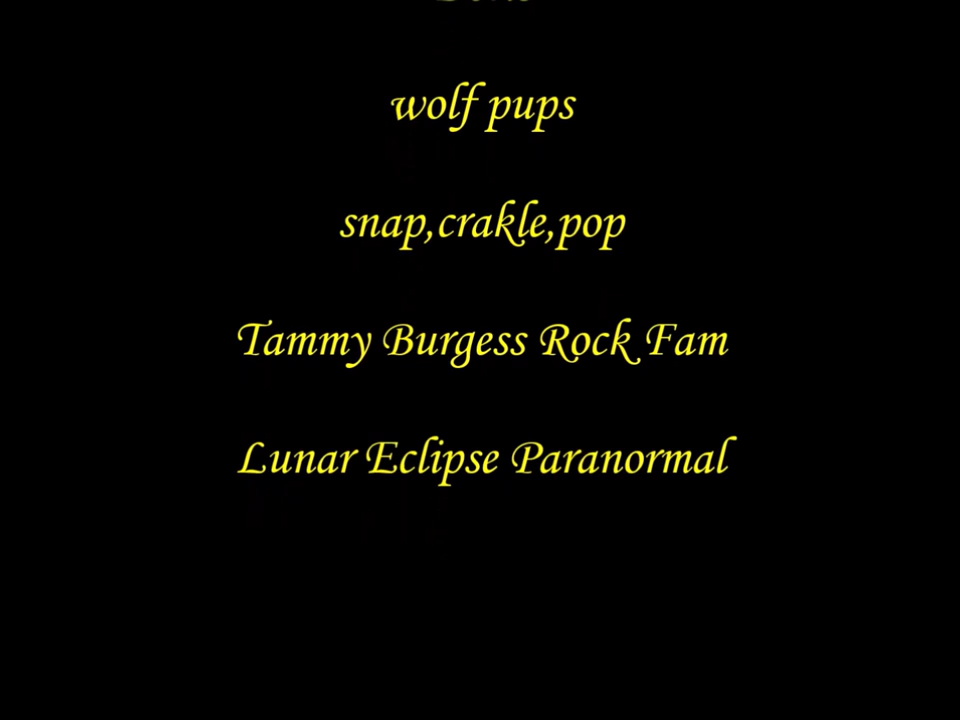 wolf pups
snap,crakle,pop
Tammy Burgess Rock Fam
Lunar Eclipse Paranormal